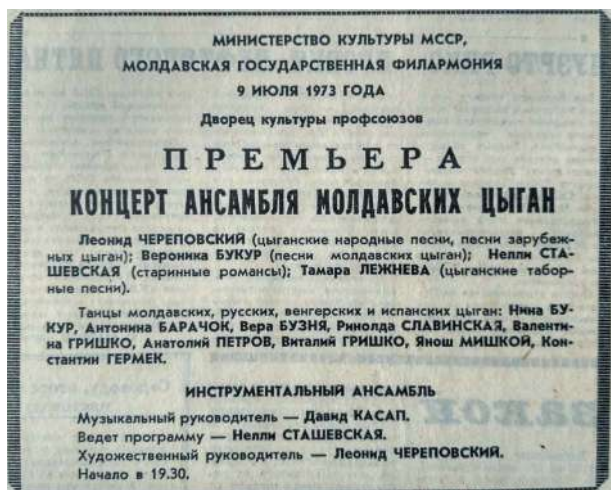 МИНИСТЕРСТВО КУЛЬТУРЫ МССР,
МОЛДАВСКАЯ ГОСУДАРСТВЕННАЯ ФИЛАРМОНИЯ
9 ИЮЛЯ 1973 ГОДА
Дворец культуры профсоюзов
ПРЕМЬЕРА
КОНЦЕРТ АНСАМБЛЯ МОЛДАВСКИХ ЦЫГАН
Леонид ЧЕРЕПОВСКИЙ (цыганские народные песни, песни зарубеж-
ных цыган); Вероника БУКУР (песни молдавских цыган); Нелли СТА-
ШЕВСКАЯ (старинные романсы); Тамара ЛЕЖНЕВА (цыганские табор-
ные песни).
Танцы молдавских, русских, венгерских и испанских цыган: Нина БУ-
КУР, Антонина БАРАЧОК, Вера БУЗНЯ, Ринолда СЛАВИНСКАЯ, Валенти-
на ГРИШКО, Анатолий ПЕТРОВ, Виталий ГРИШКО, Янош МИШКОЙ, Кон-
стантин ГЕРМЕК.
ИНСТРУМЕНТАЛЬНЫЙ АНСАМБЛЬ
Музыкальный руководитель — Давид КАСАП.
Ведет программу — Нелли СТАШЕВСКАЯ.
Художественный руководитель — Леонид ЧЕРЕПОВСКИЙ.
Начало в 19.30.